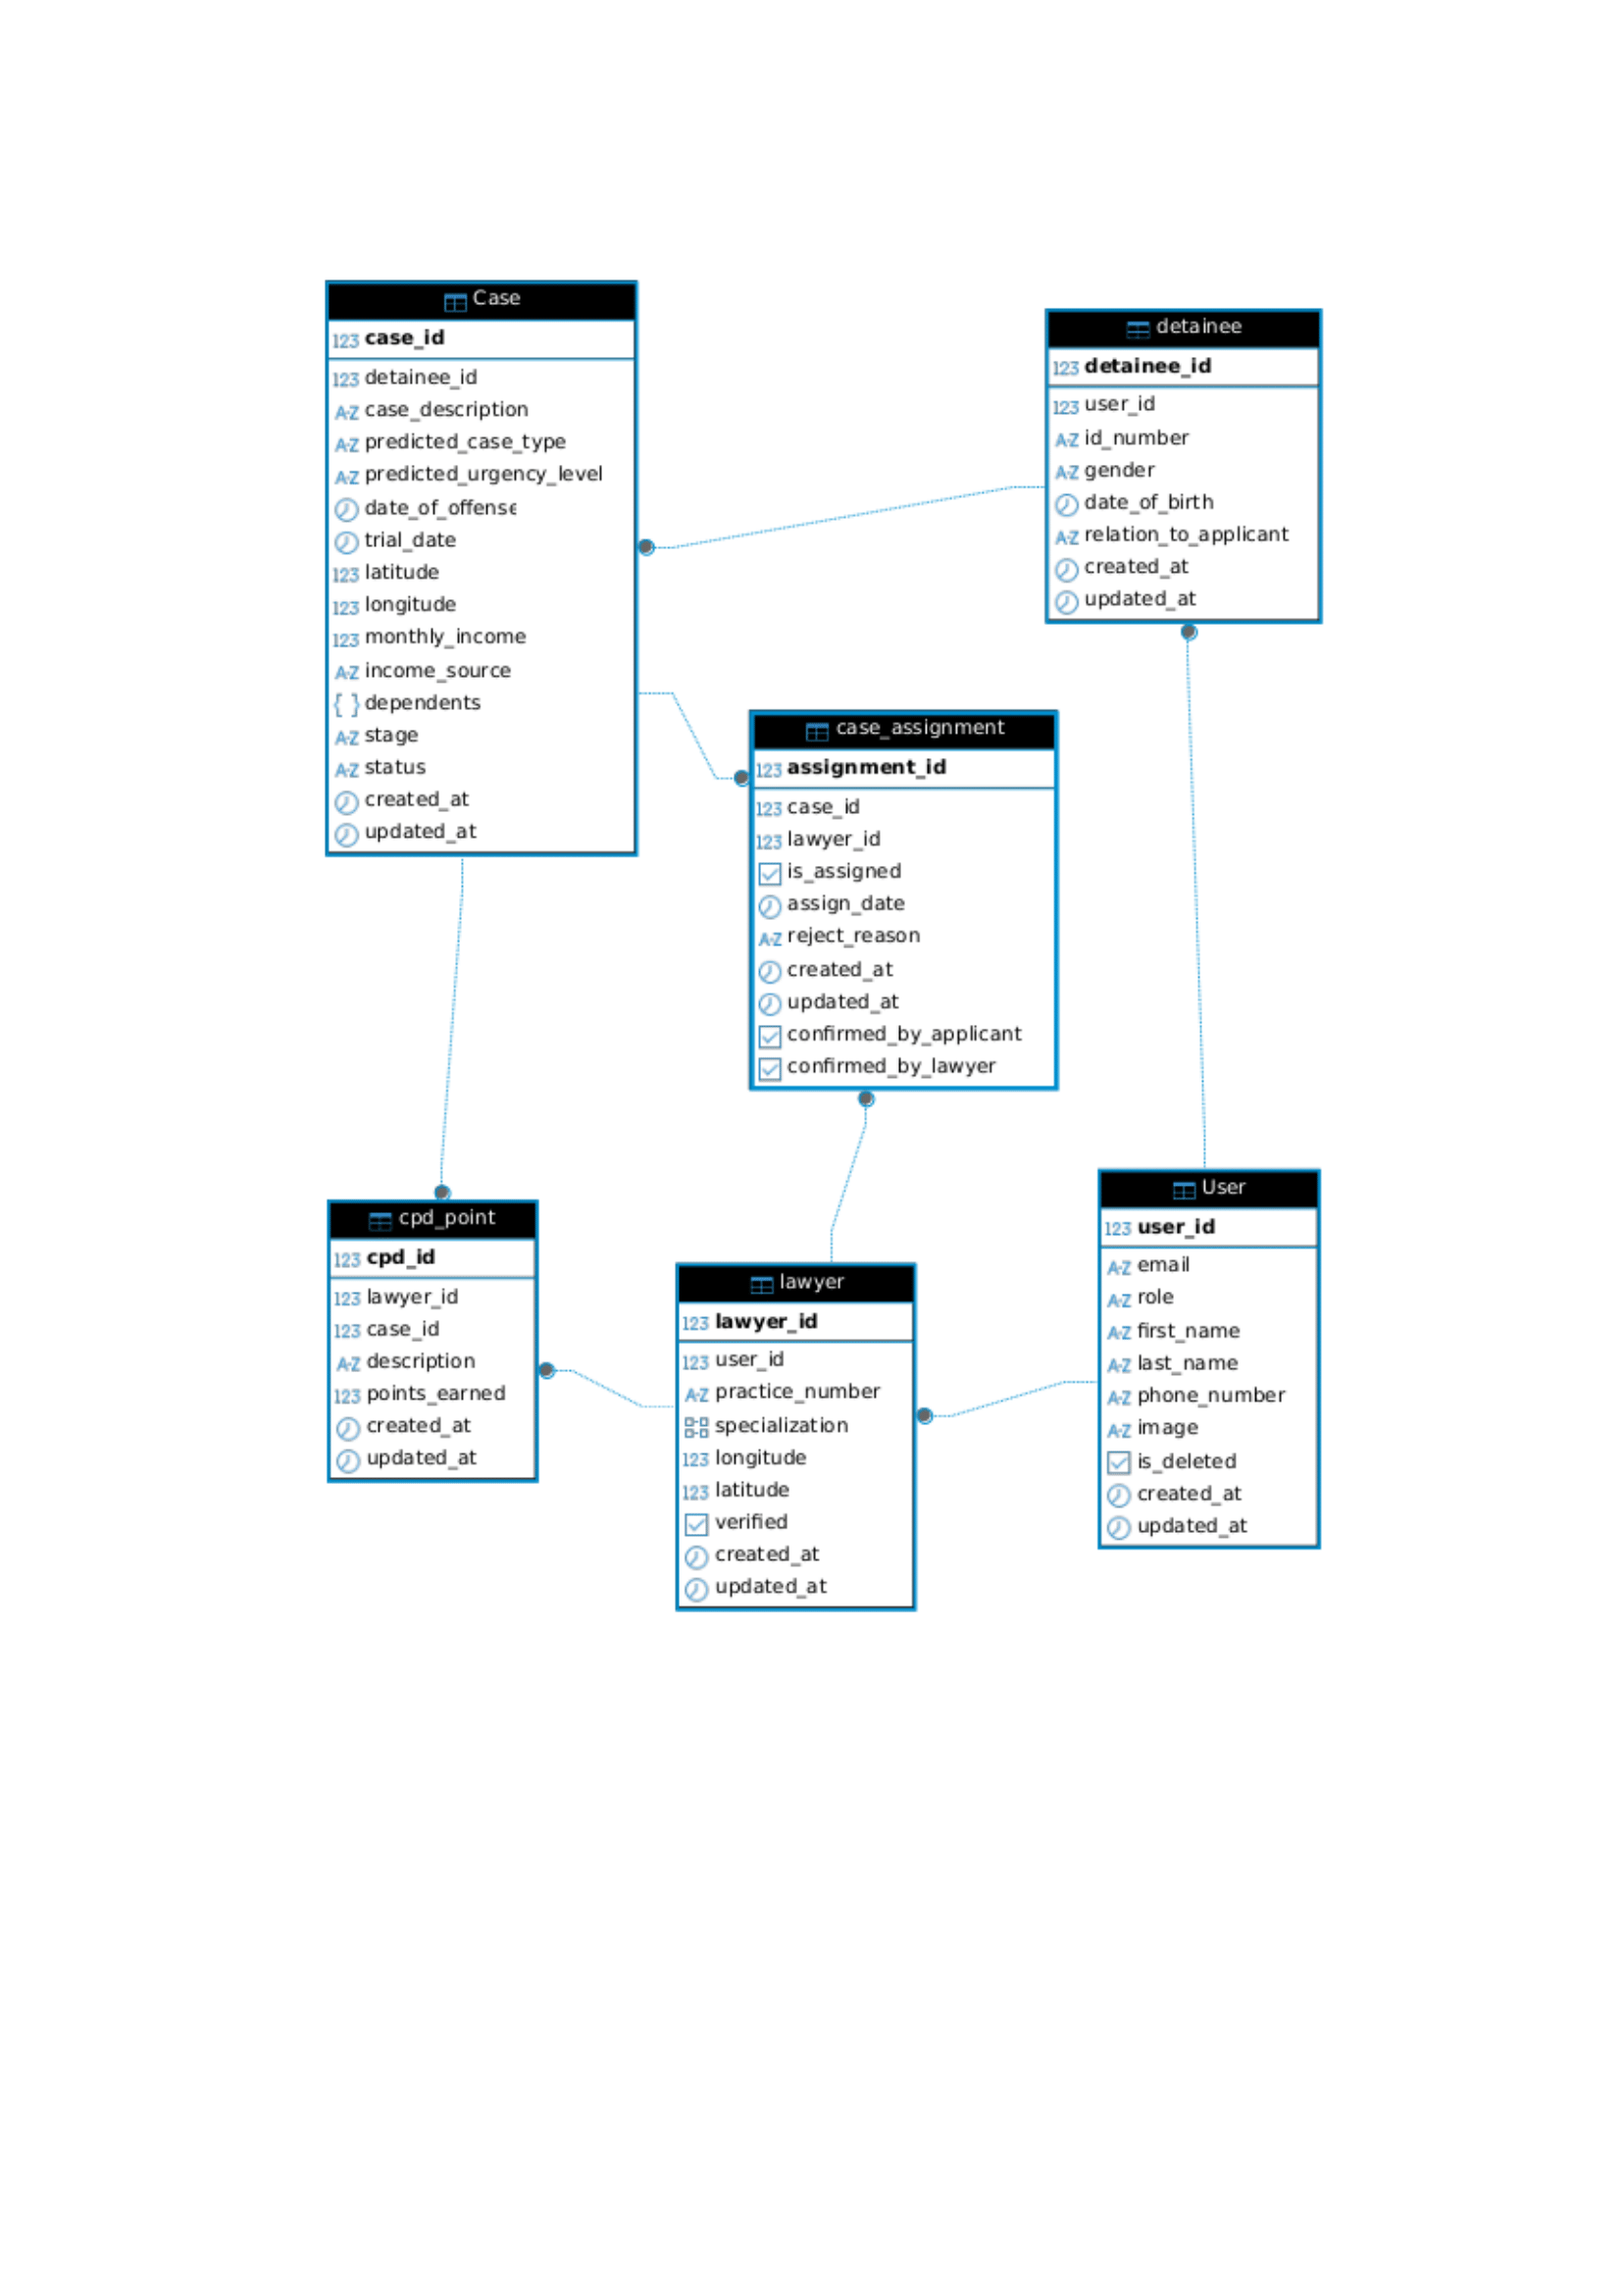 Case
123 case_id
123 detainee_id
A-Z case_description
A-Z predicted_case_type
A-Z predicted_urgency_level
date_of_offense
trial_date
123 latitude
123 longitude
123 monthly_income
A-Z income_source
{ } dependents
A-Z stage
A-Z status
created_at
updated_at
detainee
123 detainee_id
123 user_id
A-Z id_number
A-Z gender
date_of_birth
A-Z relation_to_applicant
created_at
updated_at
case_assignment
123 assignment_id
123 case_id
123 lawyer_id
is_assigned
assign_date
A-Z reject_reason
created_at
updated_at
confirmed_by_applicant
confirmed_by_lawyer
cpd_point
123 cpd_id
123 lawyer_id
123 case_id
A-Z description
123 points_earned
created_at
updated_at
lawyer
123 lawyer_id
123 user_id
A-Z practice_number
specialization
123 longitude
123 latitude
verified
created_at
updated_at
User
123 user_id
A-Z email
A-Z role
A-Z first_name
A-Z last_name
A-Z phone_number
A-Z image
is_deleted
created_at
updated_at